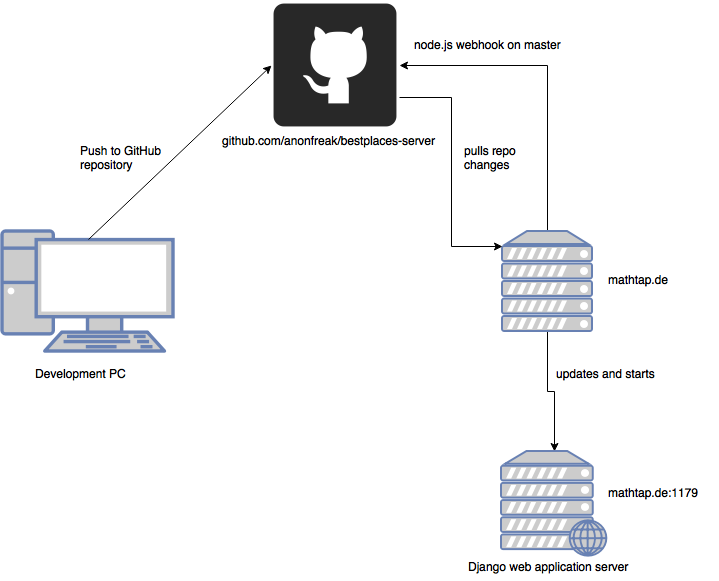 node.js webhook on master
github.com/anonfreak/bestplaces-server
Push to GitHub
repository
pulls repo
changes
mathtap.de
Development PC
updates and starts
mathtap.de:1179
Django web application server